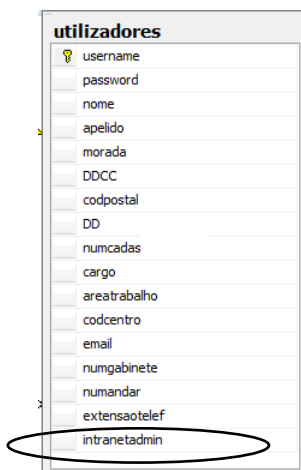 utilizadores
username
password
nome
apelido
morada
DDCC
codpostal
DD
numcadas
cargo
areatrabalho
codcentro
email
numgabinete
numandar
extensaotelef
intranetadmin